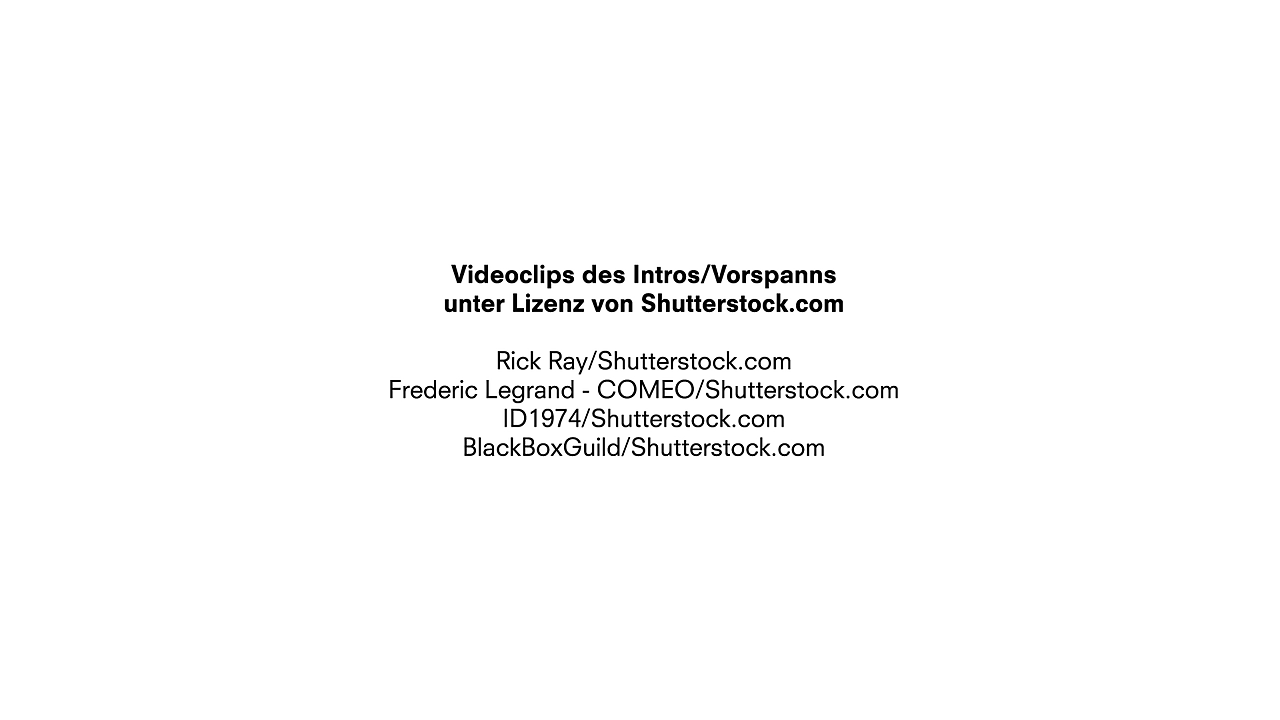 Videoclips des Intros/Vorspanns
unter Lizenz von Shutterstock.com
Rick Ray/Shutterstock.com
Frederic Legrand - COMEO/Shutterstock.com
ID1974/Shutterstock.com
BlackBoxGuild/Shutterstock.com